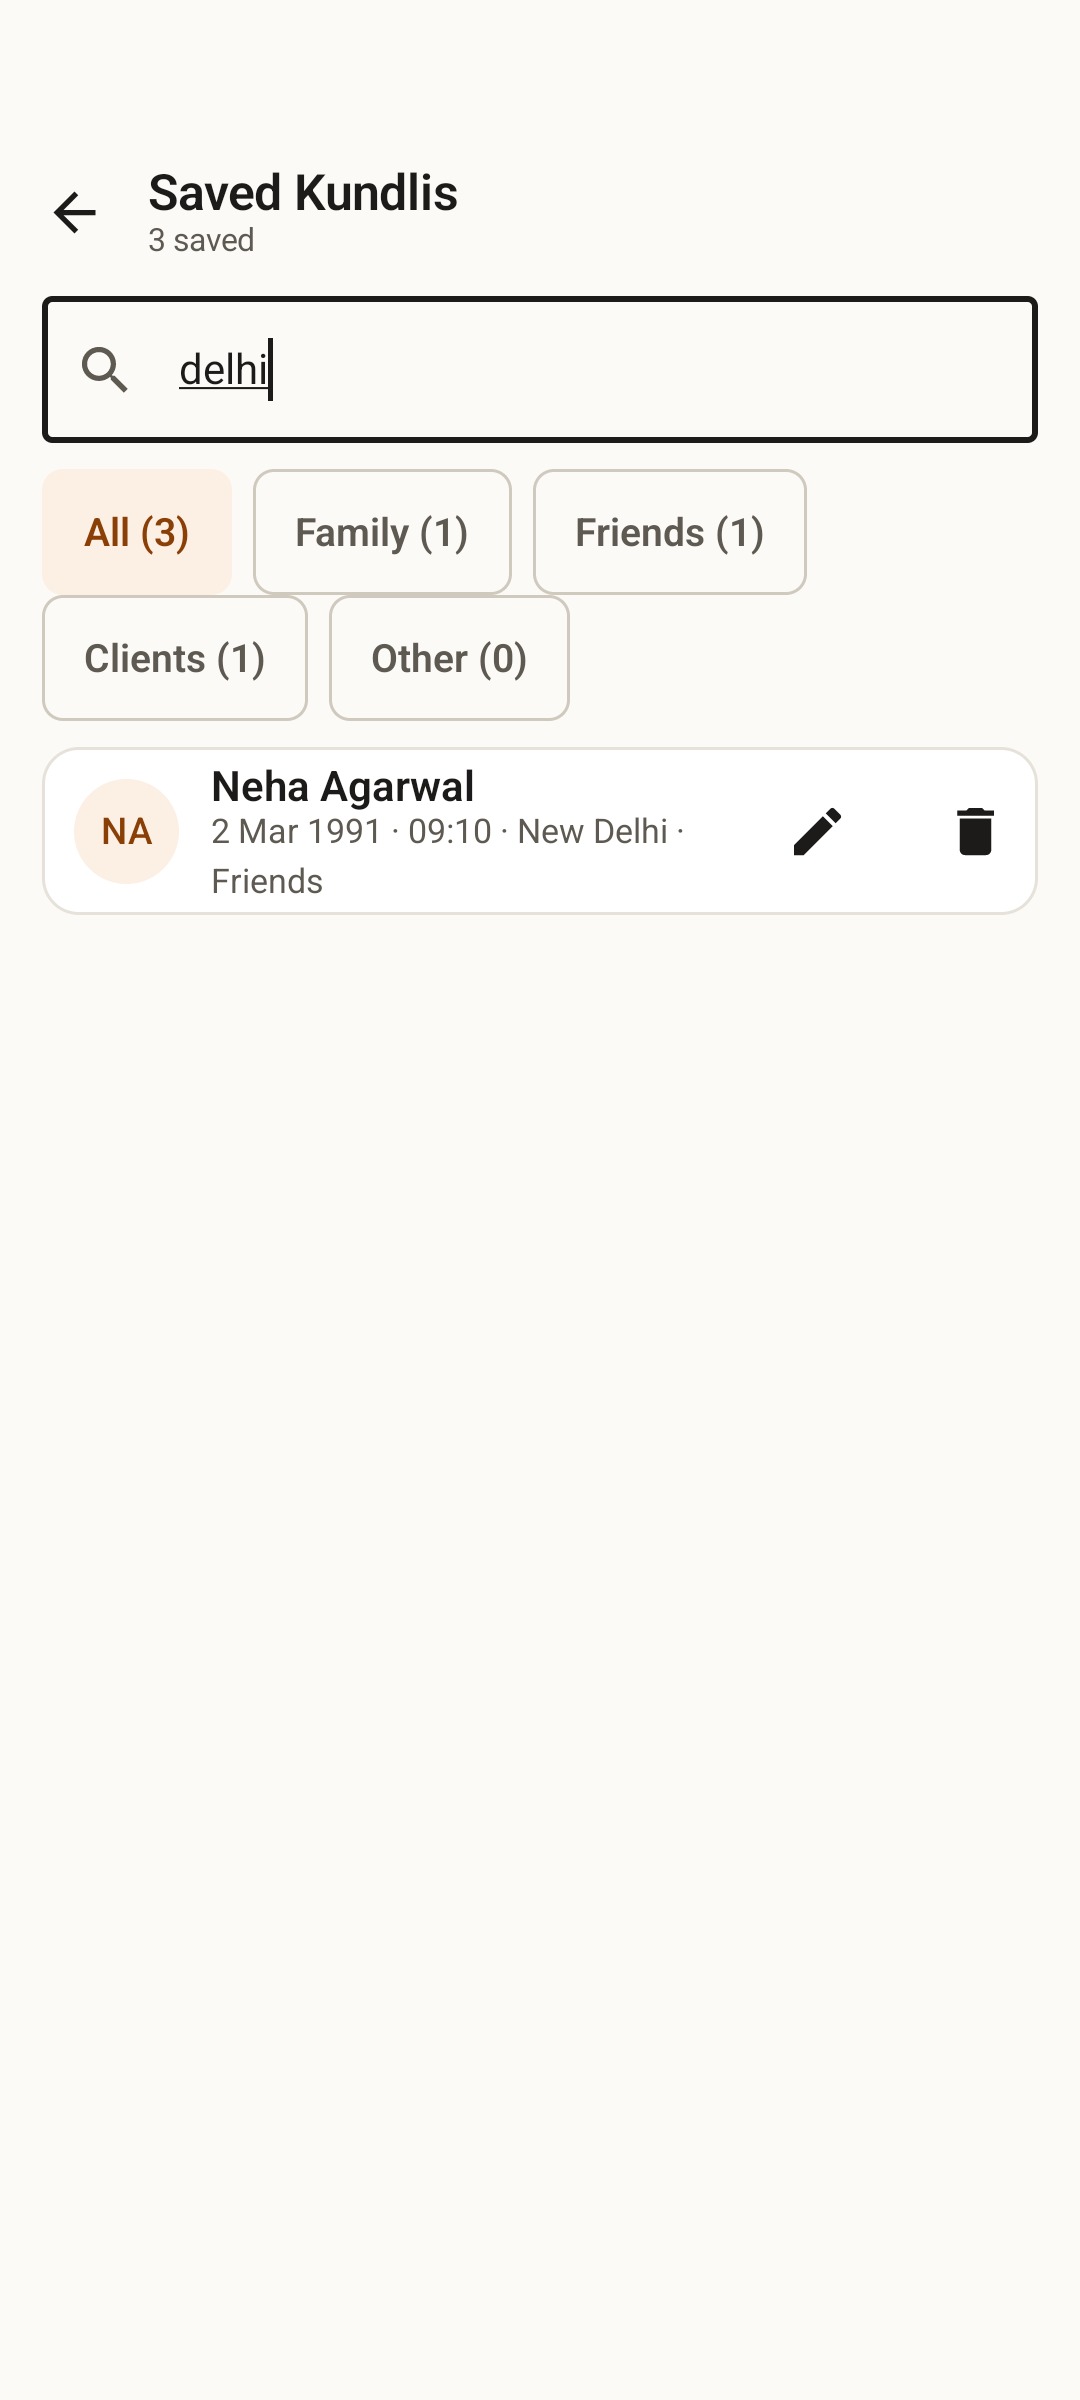 Saved Kundlis
3 saved
delhi
All (3)
Family (1)
Friends (1)
Clients (1)
Other (0)
NA
Neha Agarwal
2 Mar 1991 · 09:10 · New Delhi ·
Friends